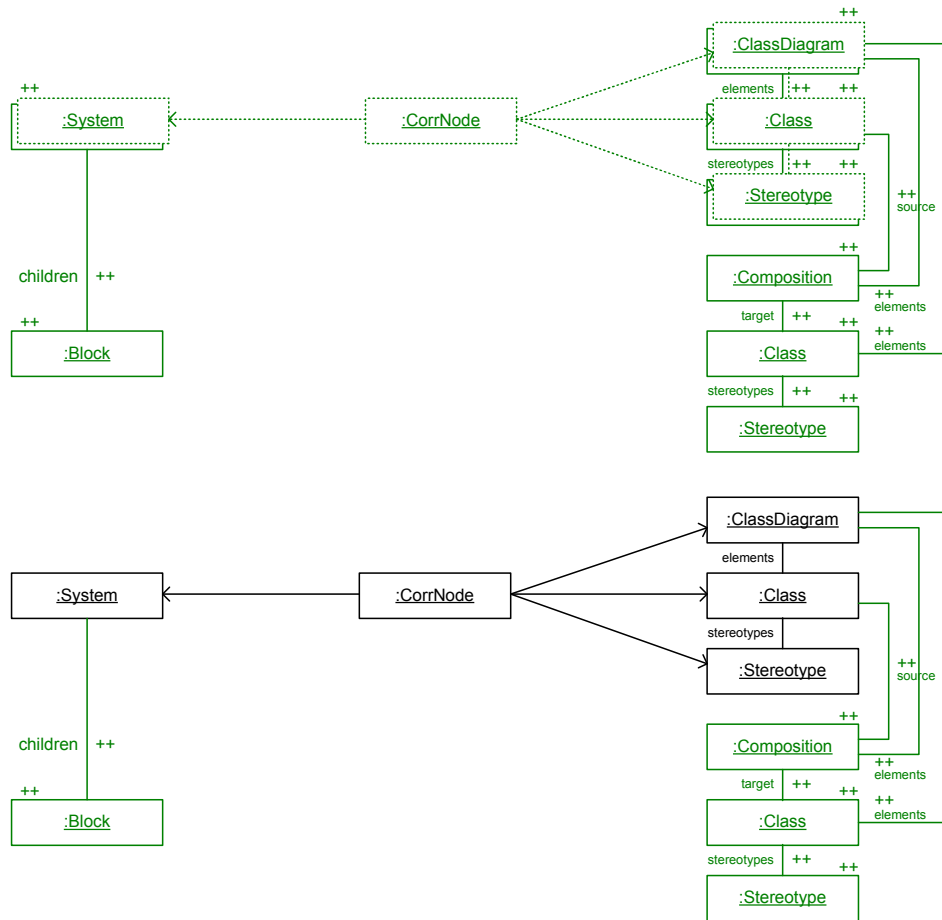 ++
:ClassDiagram
elements ++ ++
++
:System :CorrNode :Class
stereotypes ++ ++
++
source
:Stereotype
++
children ++ :Composition
++
elements
target ++ ++ ++
elements
++
:Block :Class
stereotypes ++ ++
:Stereotype
:ClassDiagram
elements
:System :CorrNode :Class
stereotypes
++
source
:Stereotype
++
children ++ :Composition
++
elements
target ++ ++ ++
elements
++
:Block :Class
stereotypes ++ ++
:Stereotype